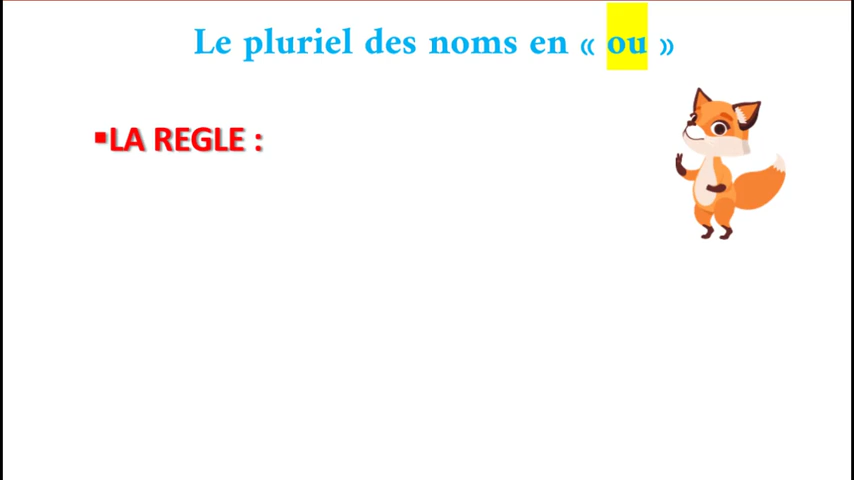 Le pluriel des noms en « ou »
▪LA REGLE :